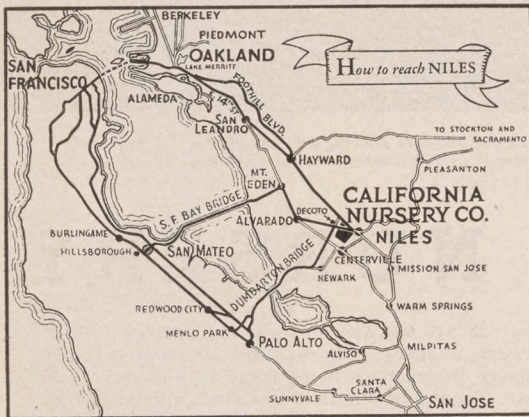 BERKELEY
PIEDMONT
OAKLAND
LAKE MERRITT
SAN
FRANCISCO
ALAMEDA
E. 14TH ST.
FOOTHILL BLVD.
How to reach NILES
SAN
LEANDRO
HAYWARD
TO STOCKTON AND
SACRAMENTO
PLEASANTON
MT.
EDEN
S.F. BAY BRIDGE
ALVARADO
DECOTO
CALIFORNIA
NURSERY CO.
NILES
BURLINGAME
HILLSBOROUGH
SAN MATEO
CENTERVILLE
NEWARK
MISSION SAN JOSE
DUMBARTON BRIDGE
REDWOOD CITY
MENLO PARK
WARM SPRINGS
PALO ALTO
ALVISO
MILPITAS
SUNNYVALE
SANTA
CLARA
SAN JOSE